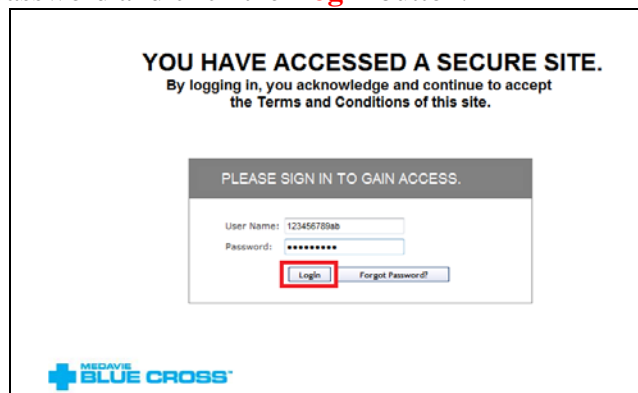 YOU HAVE ACCESSED A SECURE SITE.
By logging in, you acknowledge and continue to accept
the Terms and Conditions of this site.
PLEASE SIGN IN TO GAIN ACCESS.
User Name: 123456789ab
Password: •••••••••
Login Forgot Password?
MEDAVIE
BLUE CROSS™